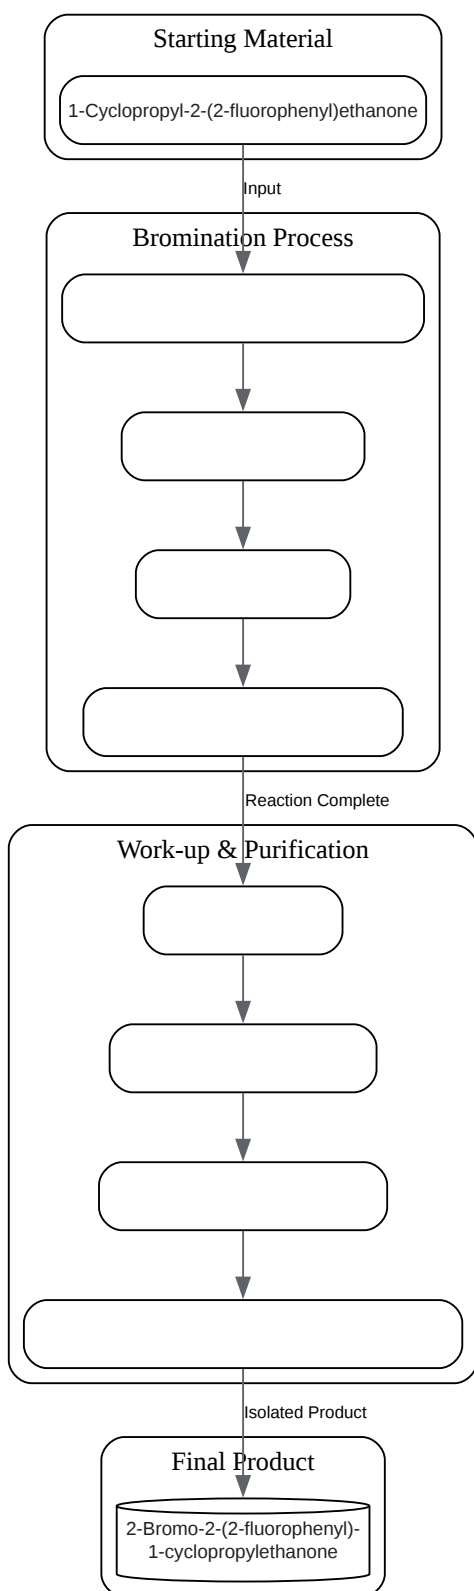 Starting Material
1-Cyclopropyl-2-(2-fluorophenyl)ethanone
Input
Bromination Process
Reaction Complete
Work-up & Purification
Isolated Product
Final Product
2-Bromo-2-(2-fluorophenyl)-
1-cyclopropylethanone